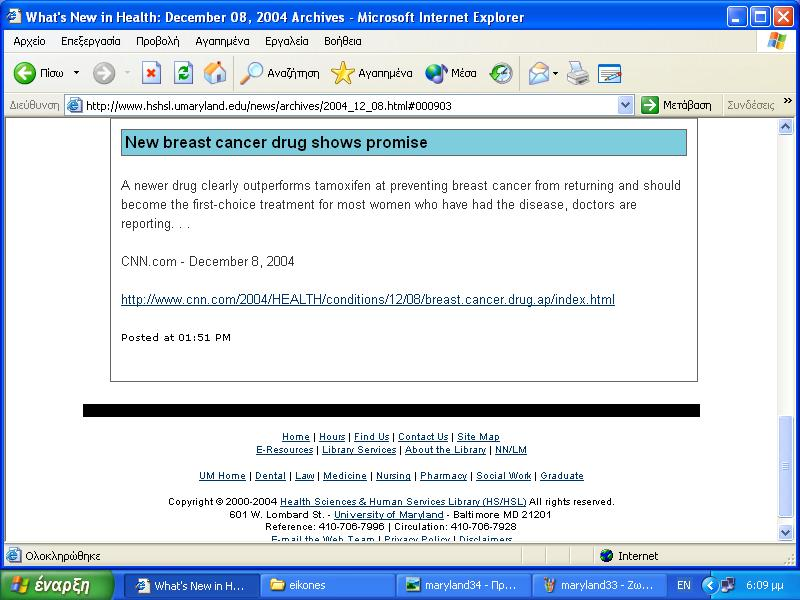 What's New in Health: December 08, 2004 Archives - Microsoft Internet Explorer
Αρχείο Επεξεργασία Προβολή Αγαπημένα Εργαλεία Βοήθεια
Πίσω Αναζήτηση Αγαπημένα Μέσα
Διεύθυνση http://www.hshsl.umaryland.edu/news/archives/2004_12_08.html#000903 Μετάβαση Συνδέσεις »
New breast cancer drug shows promise
A newer drug clearly outperforms tamoxifen at preventing breast cancer from returning and should
become the first-choice treatment for most women who have had the disease, doctors are
reporting. . .
CNN.com - December 8, 2004
http://www.cnn.com/2004/HEALTH/conditions/12/08/breast.cancer.drug.ap/index.html
Posted at 01:51 PM
Home | Hours | Find Us | Contact Us | Site Map
E-Resources | Library Services | About the Library | NN/LM
UM Home | Dental | Law | Medicine | Nursing | Pharmacy | Social Work | Graduate
Copyright © 2000-2004 Health Sciences & Human Services Library (HS/HSL) All rights reserved.
601 W. Lombard St. - University of Maryland - Baltimore MD 21201
Reference: 410-706-7996 | Circulation: 410-706-7928
E-mail the Web Team | Privacy Policy | Disclaimers
Ολοκληρώθηκε Internet
έναρξη What's New in H... eikones maryland34 - Πρ... maryland33 - Ζω... EN 6:09 μμ